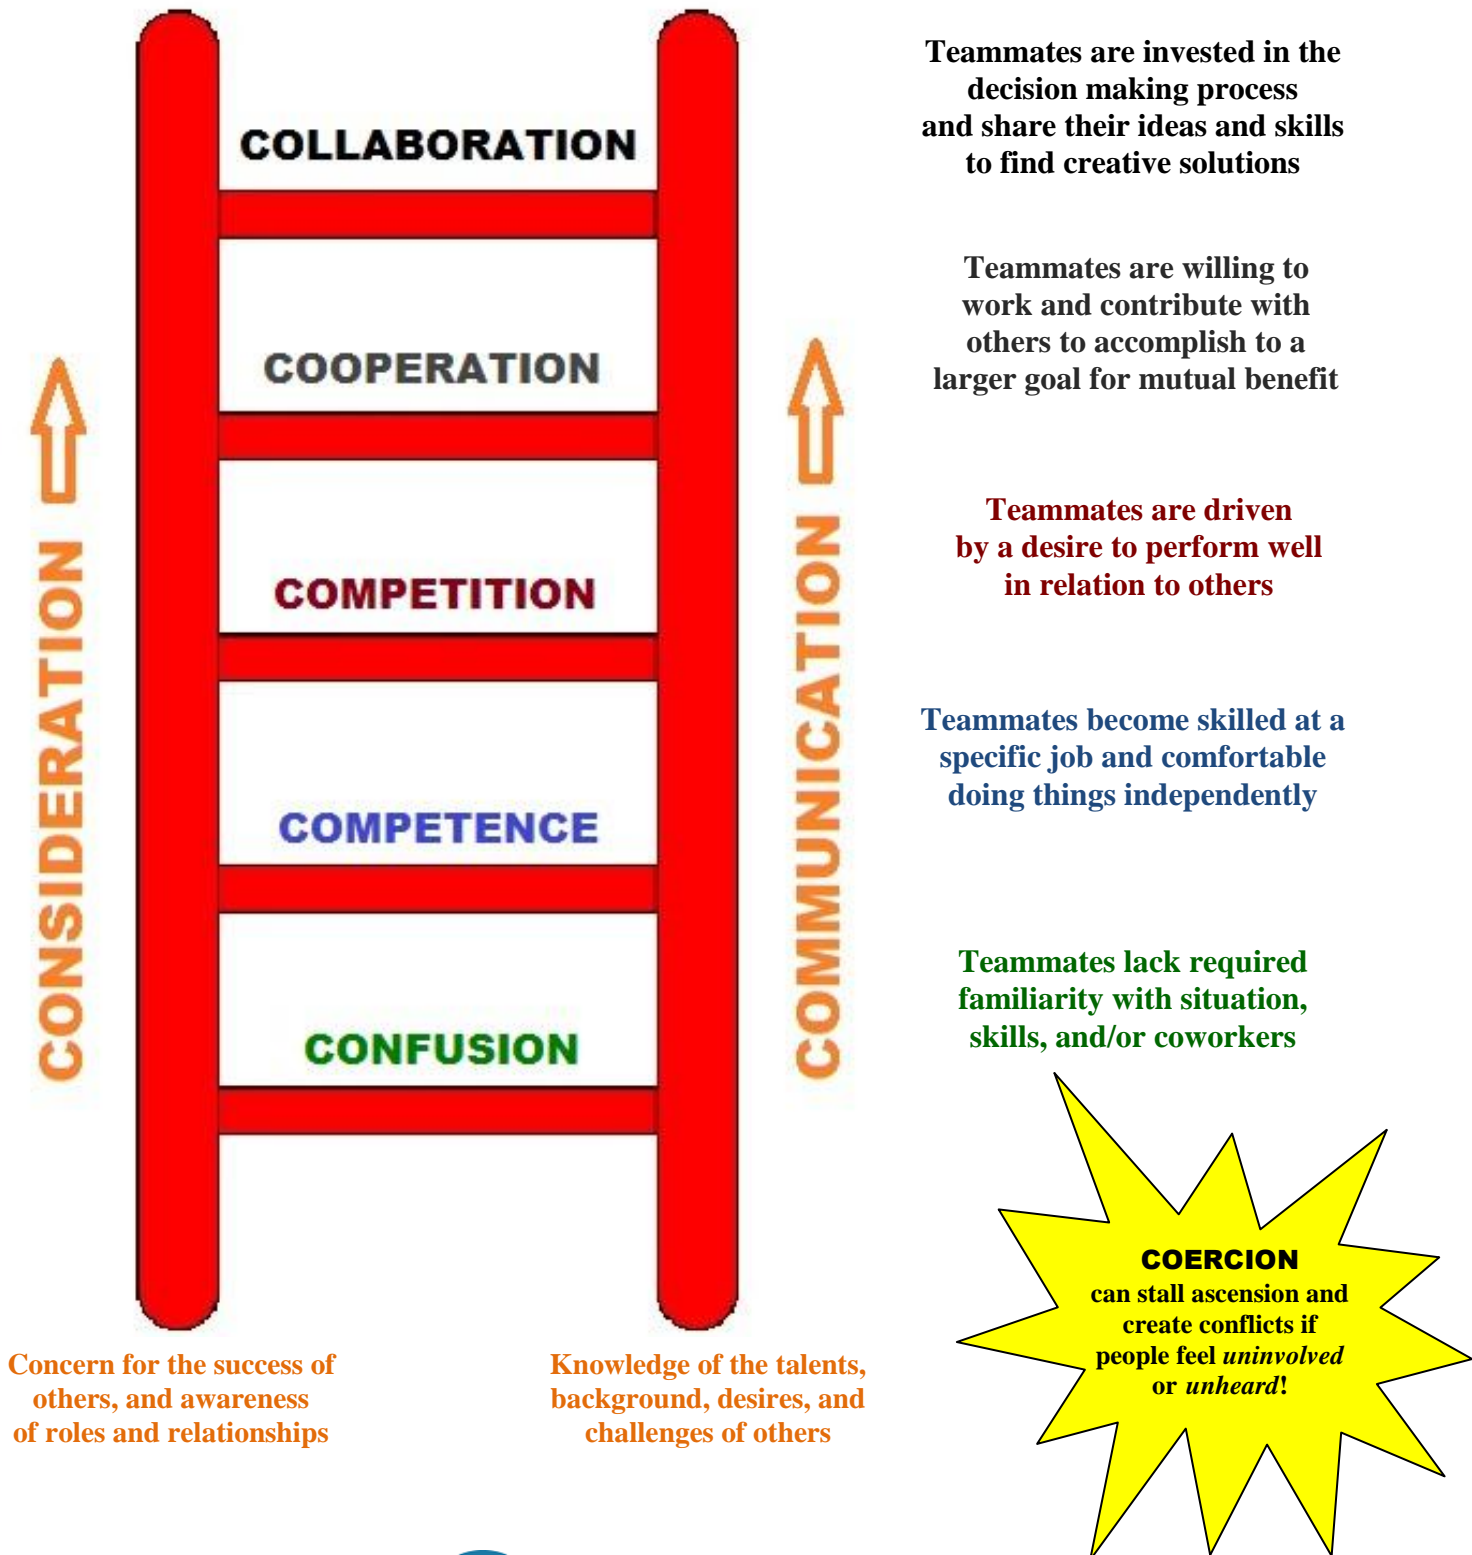 COLLABORATION
Teammates are invested in the
decision making process
and share their ideas and skills
to find creative solutions
COOPERATION
Teammates are willing to
work and contribute with
others to accomplish to a
larger goal for mutual benefit
COMPETITION
Teammates are driven
by a desire to perform well
in relation to others
COMPETENCE
Teammates become skilled at a
specific job and comfortable
doing things independently
CONFUSION
Teammates lack required
familiarity with situation,
skills, and/or coworkers
CONSIDERATION
COMMUNICATION
Concern for the success of
others, and awareness
of roles and relationships
Knowledge of the talents,
background, desires, and
challenges of others
COERCION
can stall ascension and
create conflicts if
people feel uninvolved
or unheard!